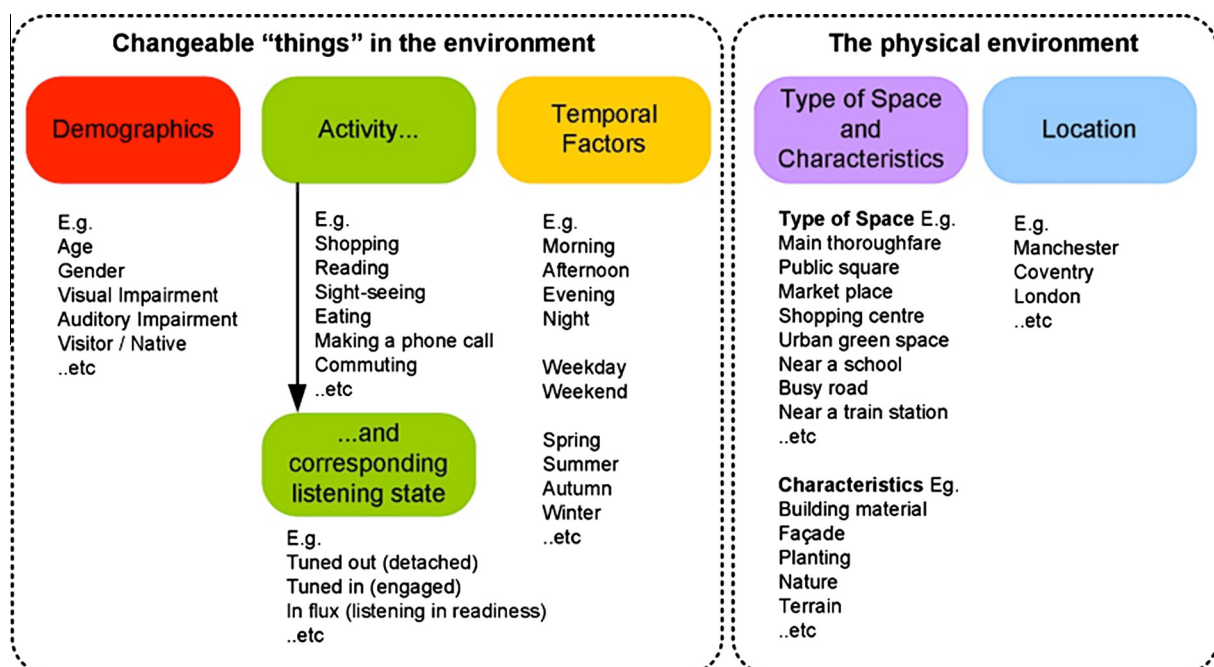 Changeable “things” in the environment
Demographics
E.g.
Age
Gender
Visual Impairment
Auditory Impairment
Visitor / Native
..etc
Activity...
E.g.
Shopping
Reading
Sight-seeing
Eating
Making a phone call
Commuting
..etc
...and
corresponding
listening state
E.g.
Tuned out (detached)
Tuned in (engaged)
In flux (listening in readiness)
..etc
Temporal
Factors
E.g.
Morning
Afternoon
Evening
Night
Weekday
Weekend
Spring
Summer
Autumn
Winter
..etc
The physical environment
Type of Space
and
Characteristics
Type of Space E.g.
Main thoroughfare
Public square
Market place
Shopping centre
Urban green space
Near a school
Busy road
Near a train station
..etc
Characteristics Eg.
Building material
Façade
Planting
Nature
Terrain
..etc
Location
E.g.
Manchester
Coventry
London
..etc